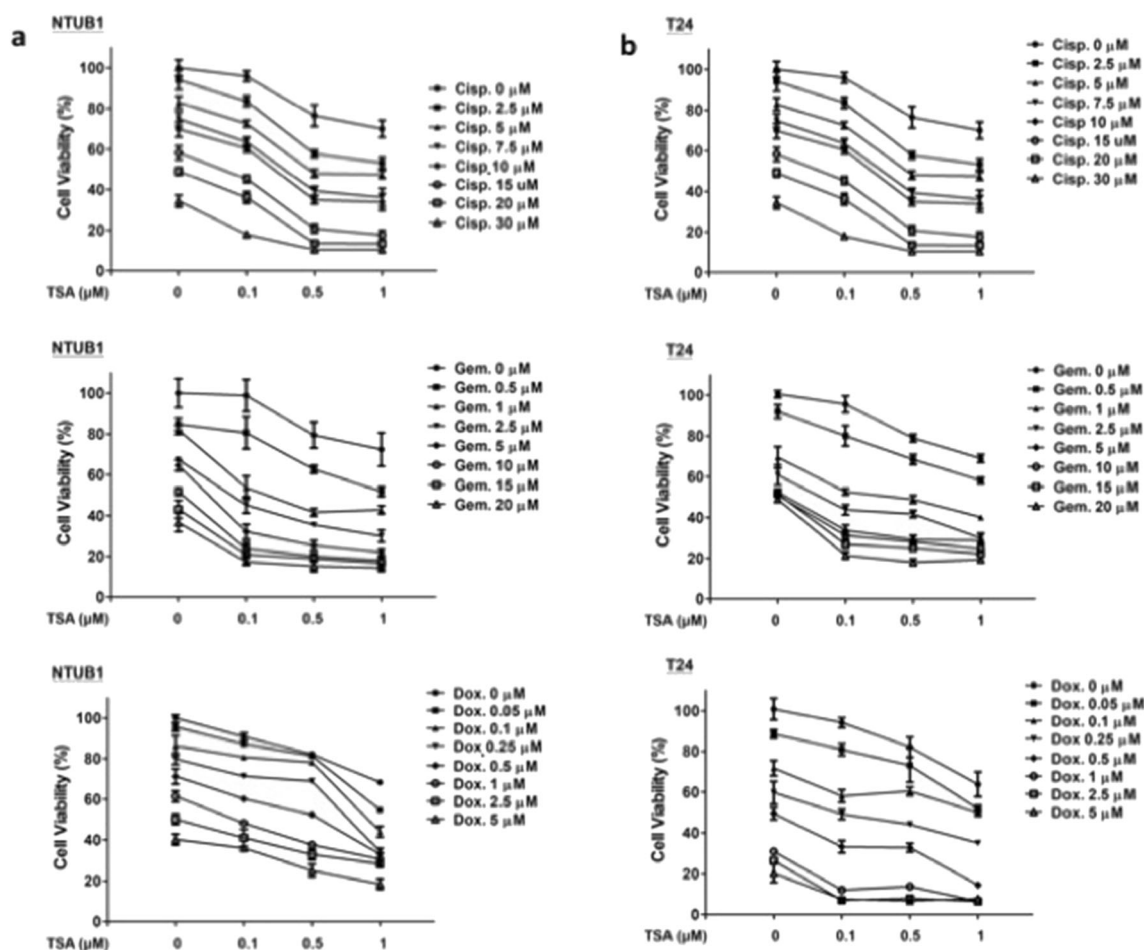 a
NTUB1
Cell Viability (%)
100
80
60
40
20
0
TSA (μM) 0 0.1 0.5 1
Cisp. 0 μM
Cisp. 2.5 μM
Cisp. 5 μM
Cisp. 7.5 μM
Cisp. 10 μM
Cisp. 15 uM
Cisp. 20 μM
Cisp. 30 μM
b
T24
Cell Viability (%)
100
80
60
40
20
0
TSA (μM) 0 0.1 0.5 1
Cisp. 0 μM
Cisp. 2.5 μM
Cisp. 5 μM
Cisp. 7.5 μM
Cisp 10 μM
Cisp. 15 uM
Cisp. 20 μM
Cisp. 30 μM
NTUB1
Cell Viability (%)
100
80
60
40
20
0
TSA (μM) 0 0.1 0.5 1
Gem. 0 μM
Gem. 0.5 μM
Gem. 1 μM
Gem. 2.5 μM
Gem. 5 μM
Gem. 10 μM
Gem. 15 μM
Gem. 20 μM
T24
Cell Viability (%)
100
80
60
40
20
0
TSA (μM) 0 0.1 0.5 1
Gem. 0 μM
Gem. 0.5 μM
Gem. 1 μM
Gem. 2.5 μM
Gem. 5 μM
Gem. 10 μM
Gem. 15 μM
Gem. 20 μM
NTUB1
Cell Viability (%)
100
80
60
40
20
0
TSA (μM) 0 0.1 0.5 1
Dox. 0 μM
Dox. 0.05 μM
Dox. 0.1 μM
Dox. 0.25 μM
Dox. 0.5 μM
Dox. 1 μM
Dox. 2.5 μM
Dox. 5 μM
T24
Cell Viability (%)
100
80
60
40
20
0
TSA (μM) 0 0.1 0.5 1
Dox. 0 μM
Dox. 0.05 μM
Dox. 0.1 μM
Dox 0.25 μM
Dox. 0.5 μM
Dox. 1 μM
Dox. 2.5 μM
Dox. 5 μM